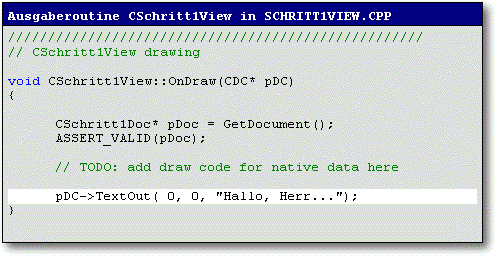 Ausgaberoutine CSchritt1View in SCHRITT1VIEW.CPP
/////////////////////////////////////////////////////
// CSchritt1View drawing
void CSchritt1View::OnDraw(CDC* pDC)
{
CSchritt1Doc* pDoc = GetDocument();
ASSERT_VALID(pDoc);
// TODO: add draw code for native data here
pDC->TextOut( 0, 0, "Hallo, Herr...");
}